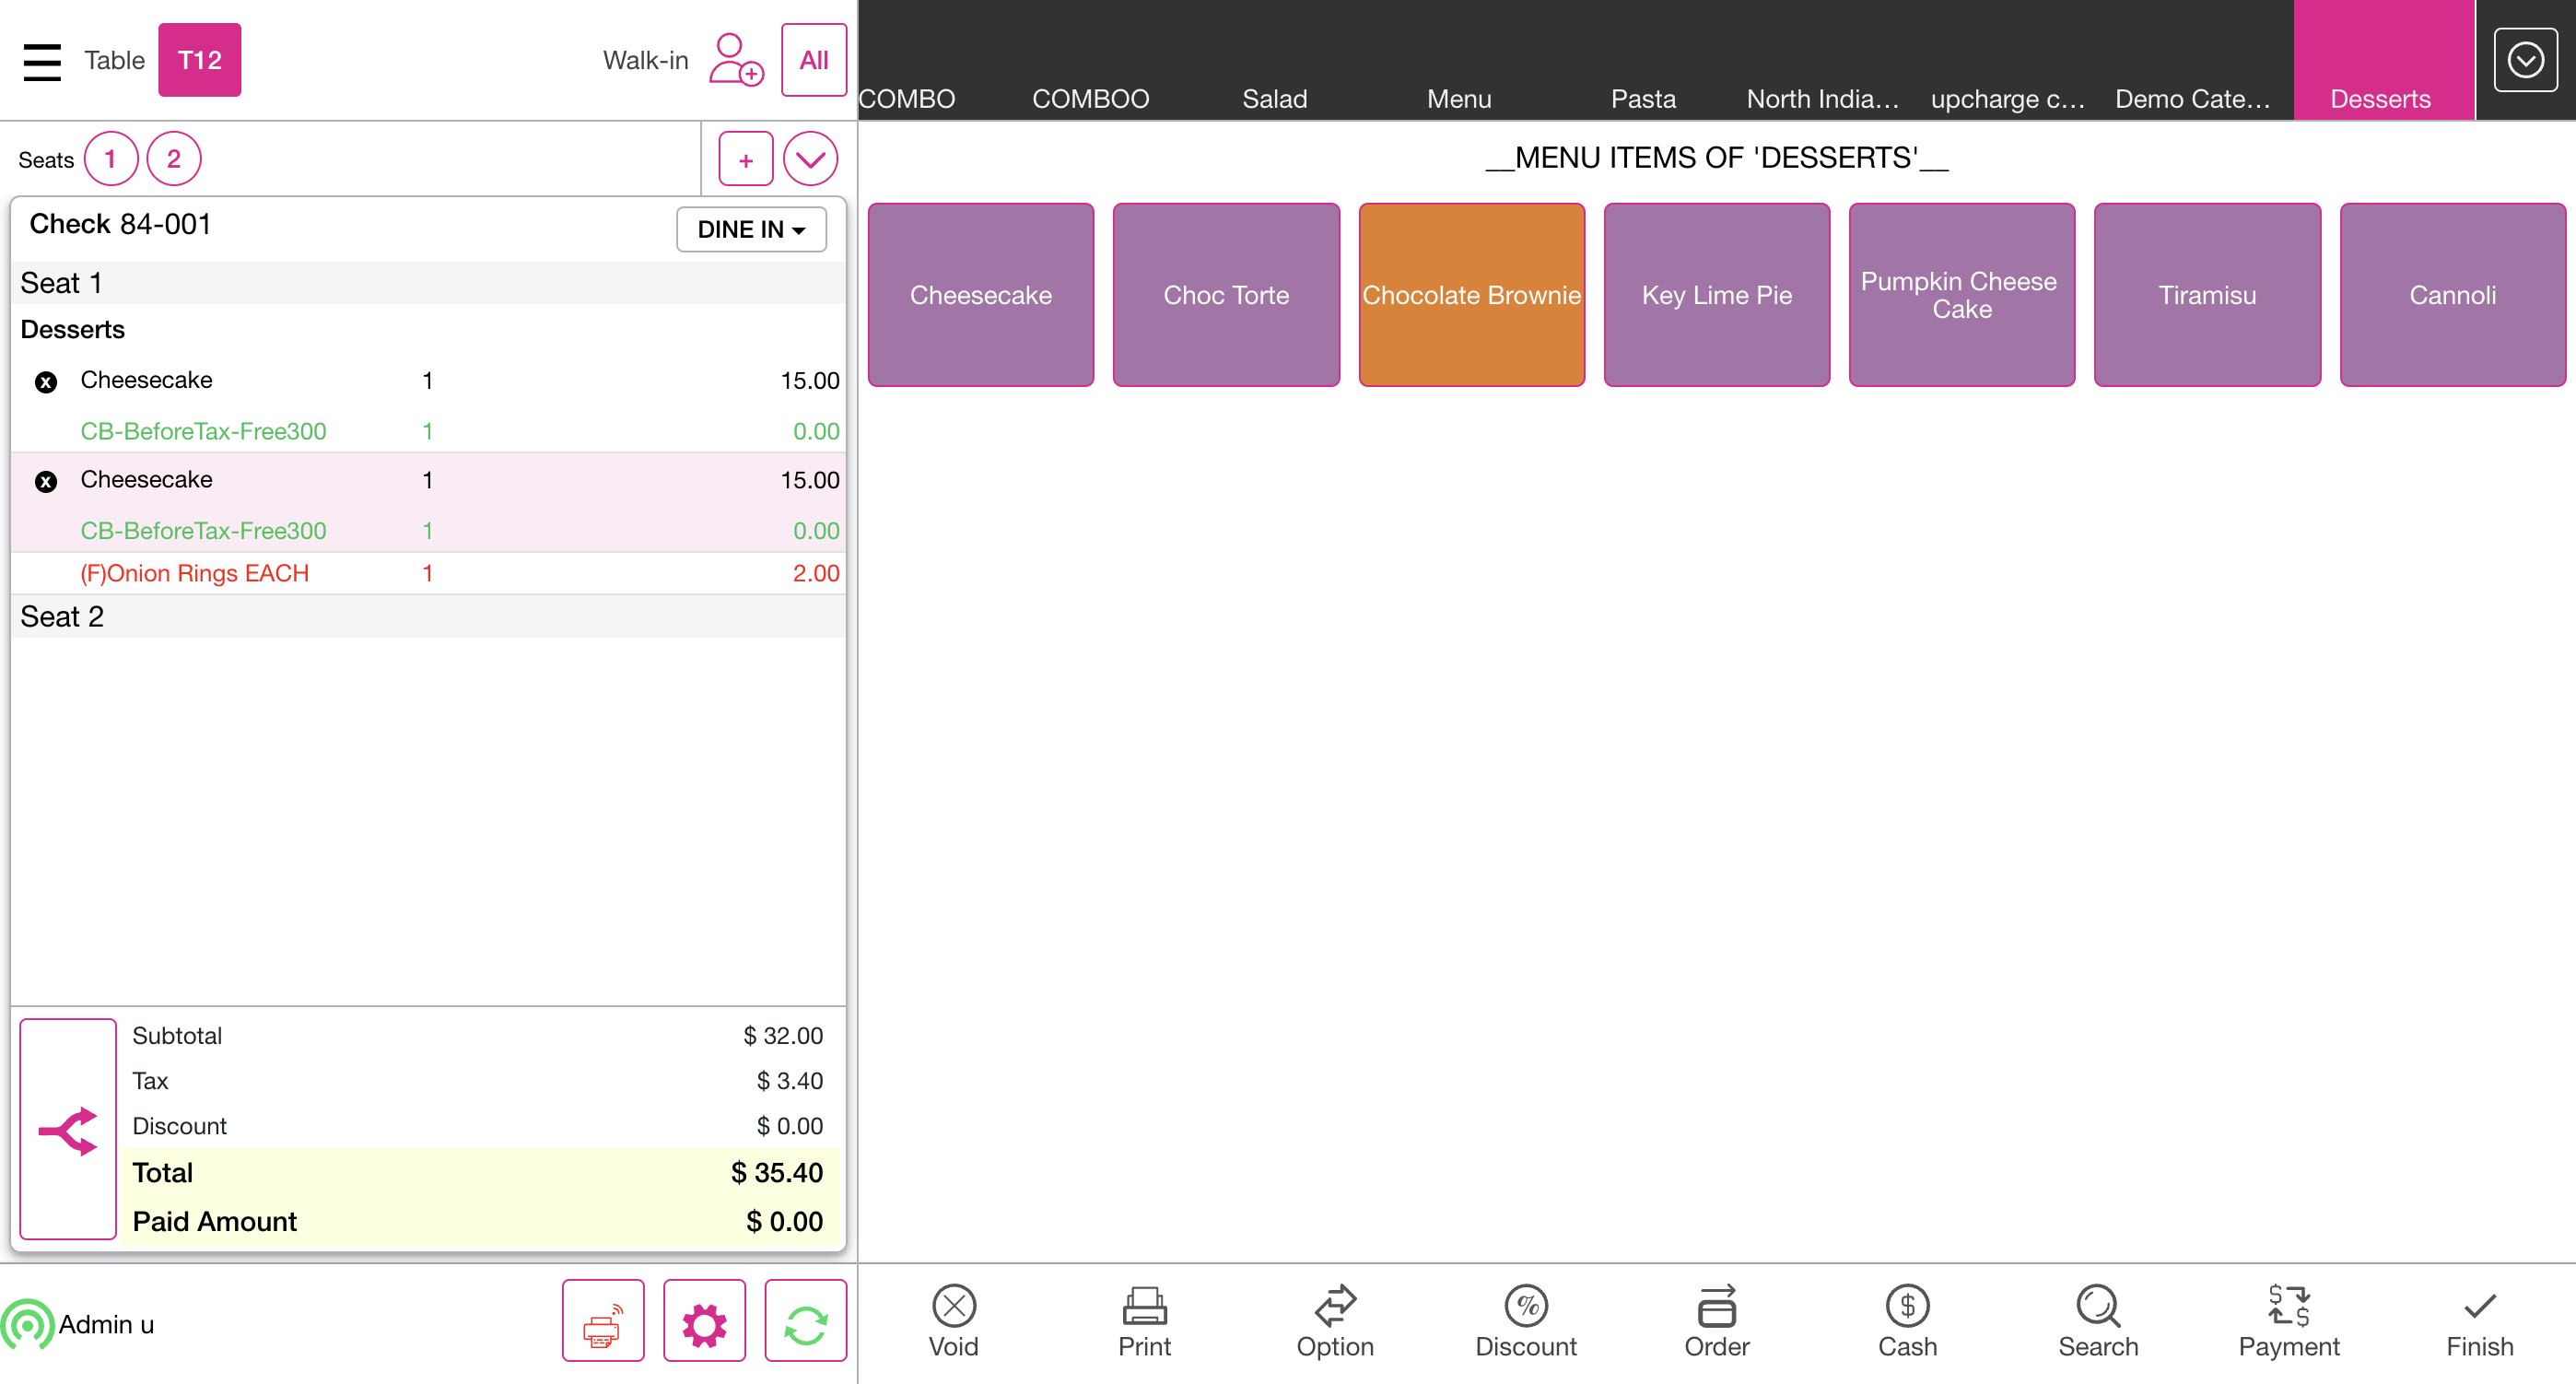 Table T12 Walk-in All
COMBO COMBOO Salad Menu Pasta North India... upcharge c... Demo Cate... Desserts
Seats 1 2 +
Check 84-001 DINE IN
Seat 1
Desserts
x Cheesecake 1 15.00
CB-BeforeTax-Free300 1 0.00
x Cheesecake 1 15.00
CB-BeforeTax-Free300 1 0.00
(F)Onion Rings EACH 1 2.00
Seat 2
Subtotal $ 32.00
Tax $ 3.40
Discount $ 0.00
Total $ 35.40
Paid Amount $ 0.00
Admin u
__MENU ITEMS OF 'DESSERTS'__
Cheesecake
Choc Torte
Chocolate Brownie
Key Lime Pie
Pumpkin Cheese
Cake
Tiramisu
Cannoli
Void Print Option Discount Order Cash Search Payment Finish